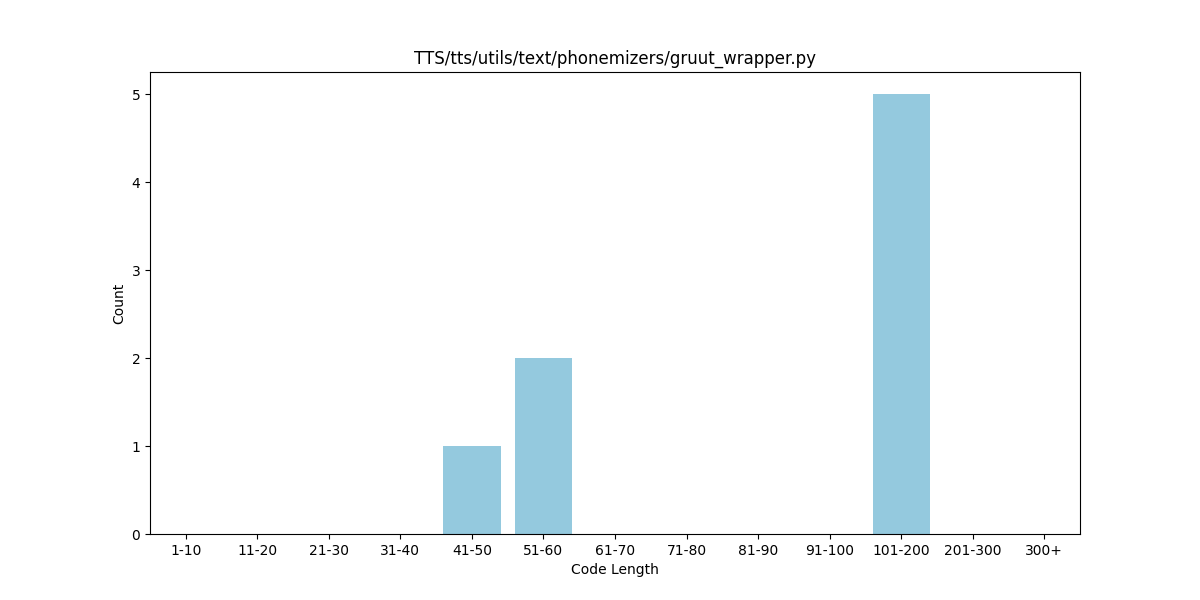 TTS/tts/utils/text/phonemizers/gruut_wrapper.py
5
4
3
2
1
0
Count
1-10 11-20 21-30 31-40 41-50 51-60 61-70 71-80 81-90 91-100 101-200 201-300 300+
Code Length